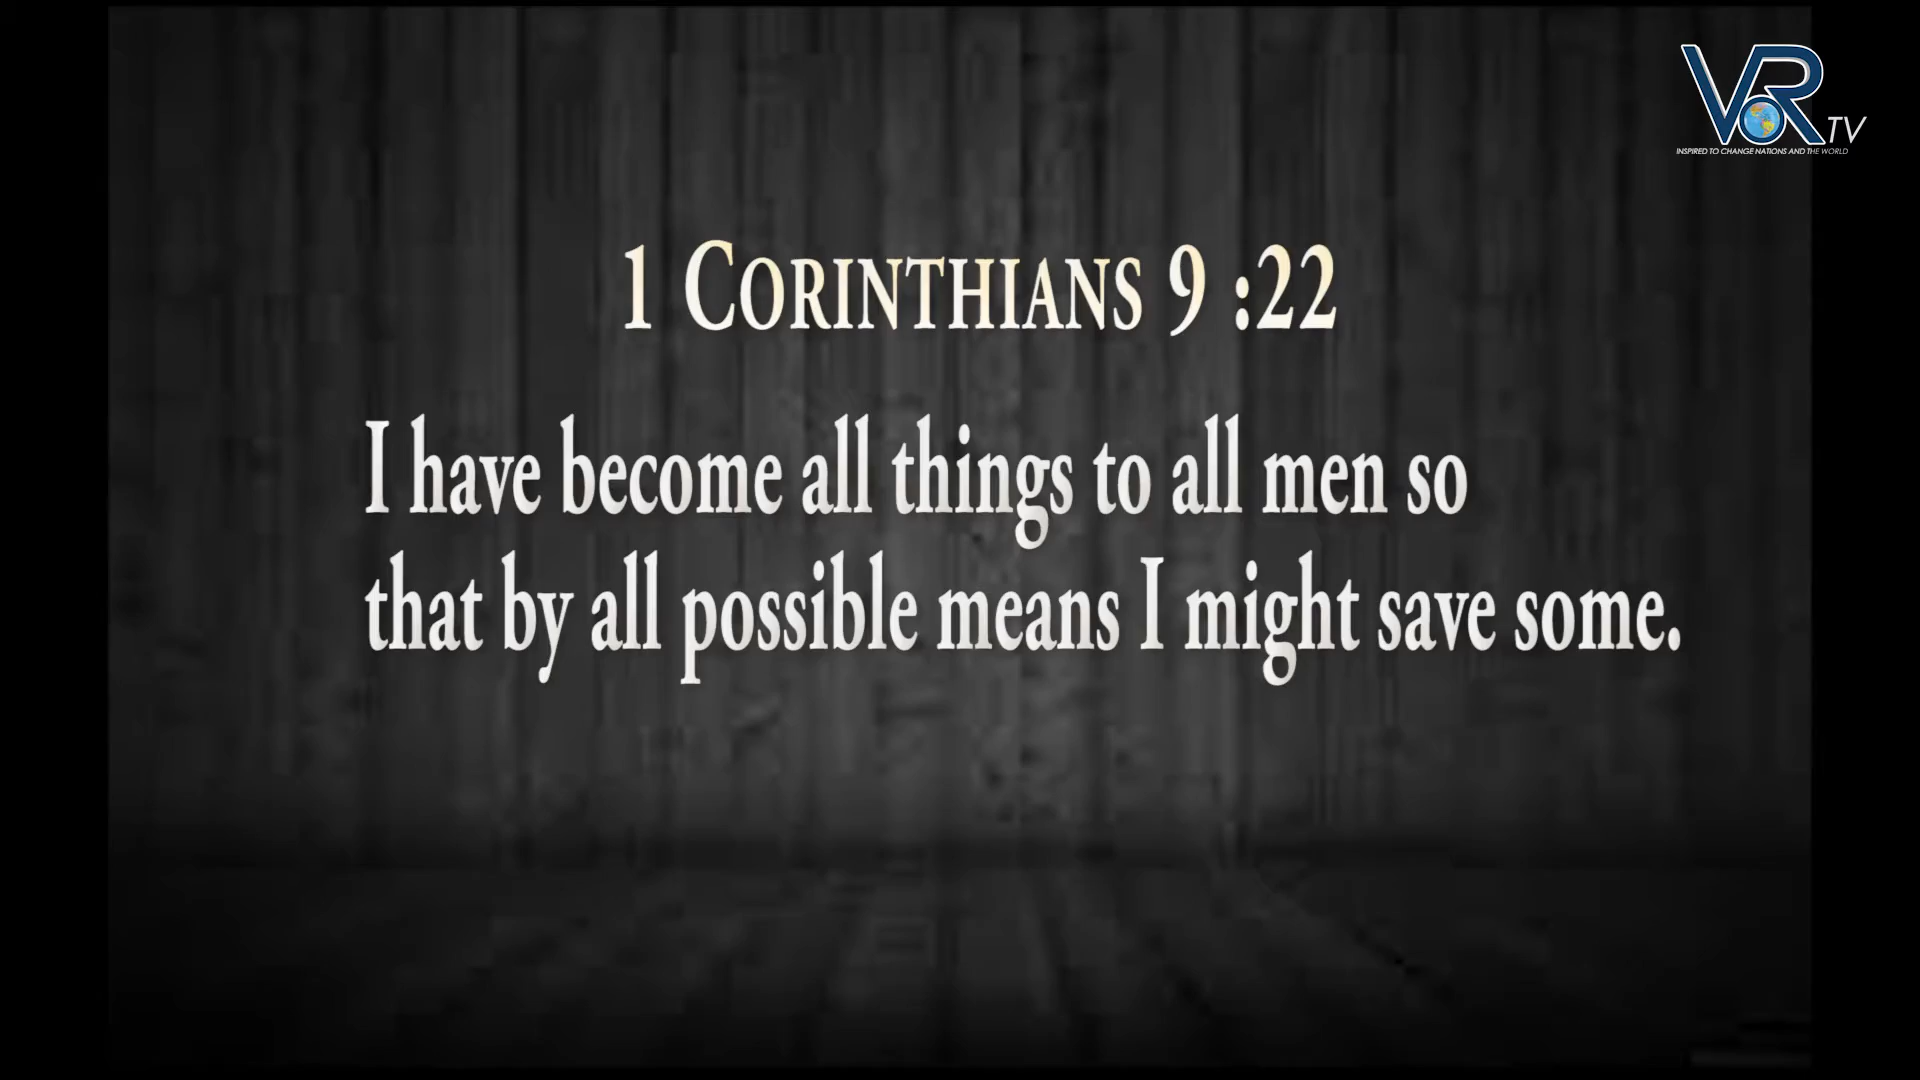 VOR TV
INSPIRED TO CHANGE NATIONS AND THE WORLD
1 CORINTHIANS 9 :22
I have become all things to all men so
that by all possible means I might save some.